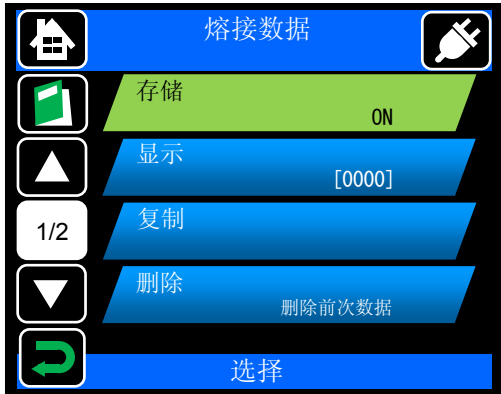 熔接数据
存储
ON
显示
[0000]
1/2
复制
删除
删除前次数据
选择